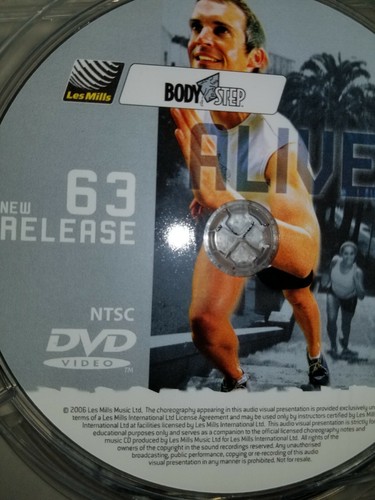 Les Mills
BODY STEP
ALIVE
63
NEW
RELEASE
NTSC
DVD
VIDEO
TM
© 2006 Les Mills Music Ltd. The choreography appearing in this audio visual presentation is provided exclusively un
terms of a Les Mills International Ltd License Agreement and may be used by instructors certified by Les Mil
International Ltd at facilities licensed by Les Mills International Ltd. This audio visual presentation is strictly for
educational purposes only and serves as a companion to the official licensed choreography notes and
music CD produced by Les Mills Music Ltd for Les Mills International Ltd. All rights of the
owners of the copyright in the sound recordings reserved. Any unauthorised
broadcasting, public performance, copying or re-recording of this audio
visual presentation in any manner is prohibited. Not for resale.